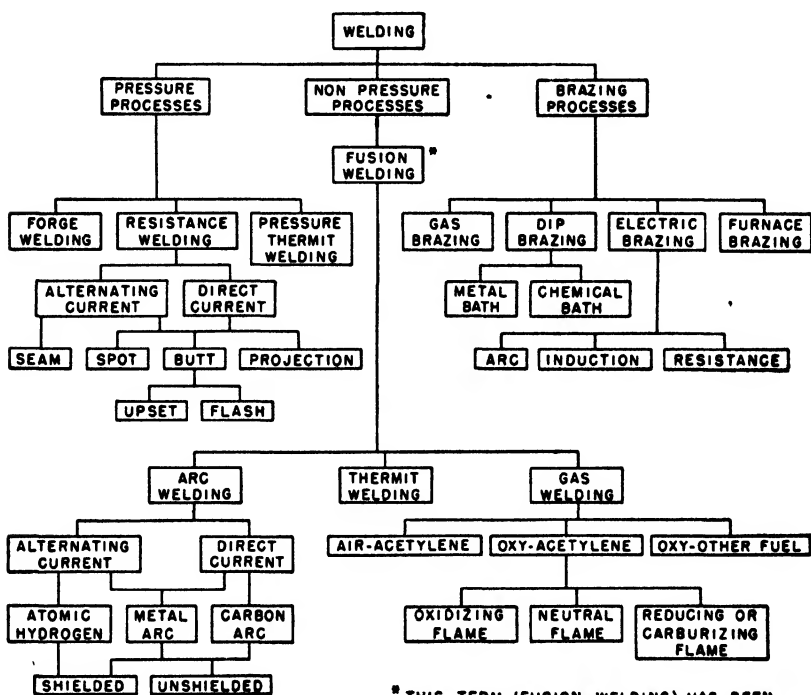 WELDING
PRESSURE
PROCESSES
NON PRESSURE
PROCESSES
BRAZING
PROCESSES
FUSION
WELDING
*
FORGE
WELDING
RESISTANCE
WELDING
PRESSURE
THERMIT
WELDING
GAS
BRAZING
DIP
BRAZING
ELECTRIC
BRAZING
FURNACE
BRAZING
ALTERNATING
CURRENT
DIRECT
CURRENT
METAL
BATH
CHEMICAL
BATH
SEAM
SPOT
BUTT
PROJECTION
ARC
INDUCTION
RESISTANCE
UPSET
FLASH
ARC
WELDING
THERMIT
WELDING
GAS
WELDING
ALTERNATING
CURRENT
DIRECT
CURRENT
AIR-ACETYLENE
OXY-ACETYLENE
OXY-OTHER FUEL
ATOMIC
HYDROGEN
METAL
ARC
CARBON
ARC
OXIDIZING
FLAME
NEUTRAL
FLAME
REDUCING OR
CARBURIZING
FLAME
SHIELDED
UNSHIELDED
* THIS TERM (FUSION WELDING) HAS BEEN